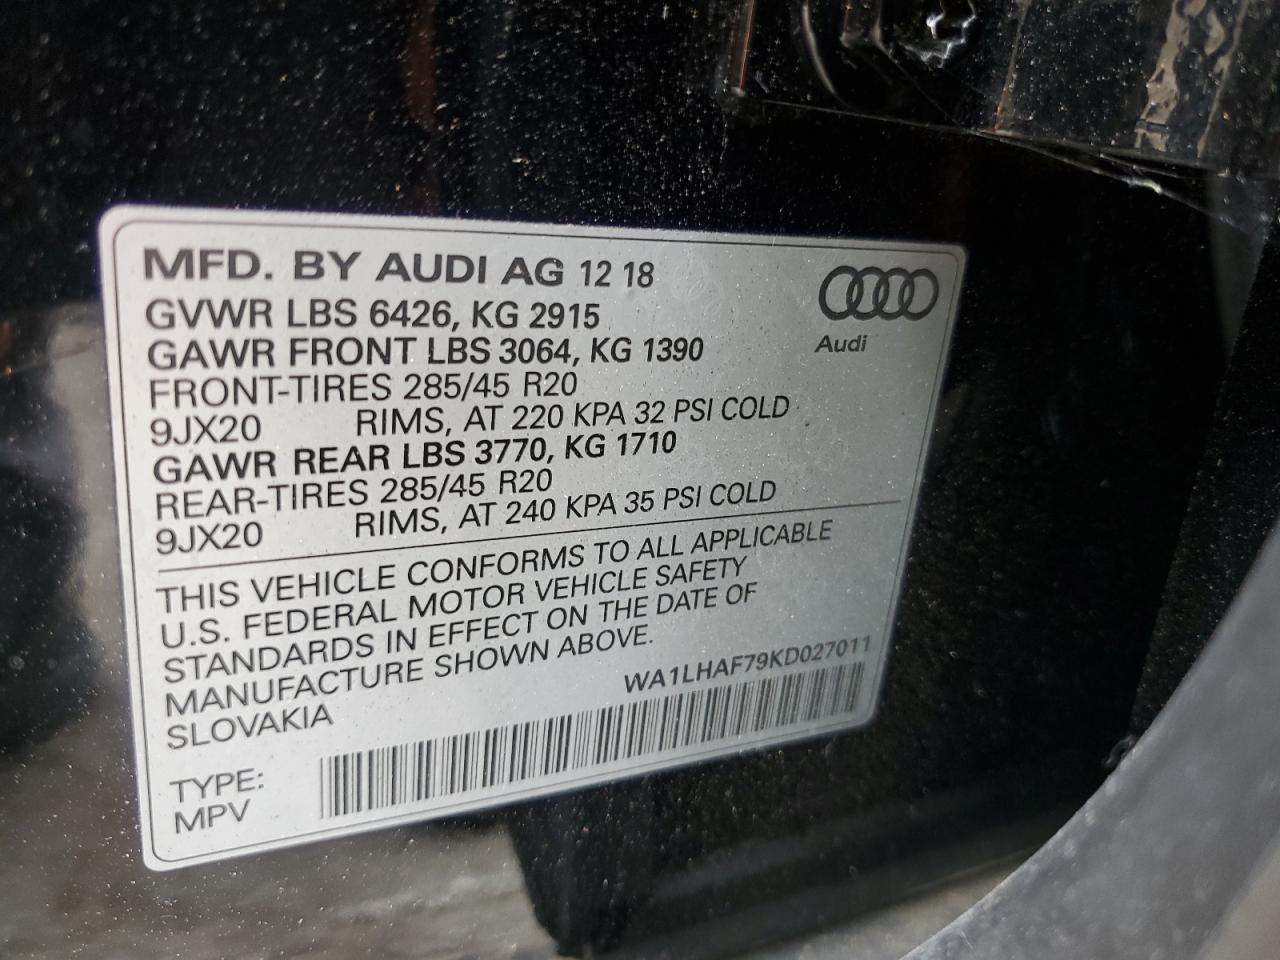 MFD. BY AUDI AG 12 18
GVWR LBS 6426, KG 2915
GAWR FRONT LBS 3064, KG 1390
FRONT-TIRES 285/45 R20
9JX20 RIMS, AT 220 KPA 32 PSI COLD
GAWR REAR LBS 3770, KG 1710
REAR-TIRES 285/45 R20
9JX20 RIMS, AT 240 KPA 35 PSI COLD
Audi
THIS VEHICLE CONFORMS TO ALL APPLICABLE
U.S. FEDERAL MOTOR VEHICLE SAFETY
STANDARDS IN EFFECT ON THE DATE OF
MANUFACTURE SHOWN ABOVE.
SLOVAKIA
WA1LHAF79KD027011
TYPE:
MPV